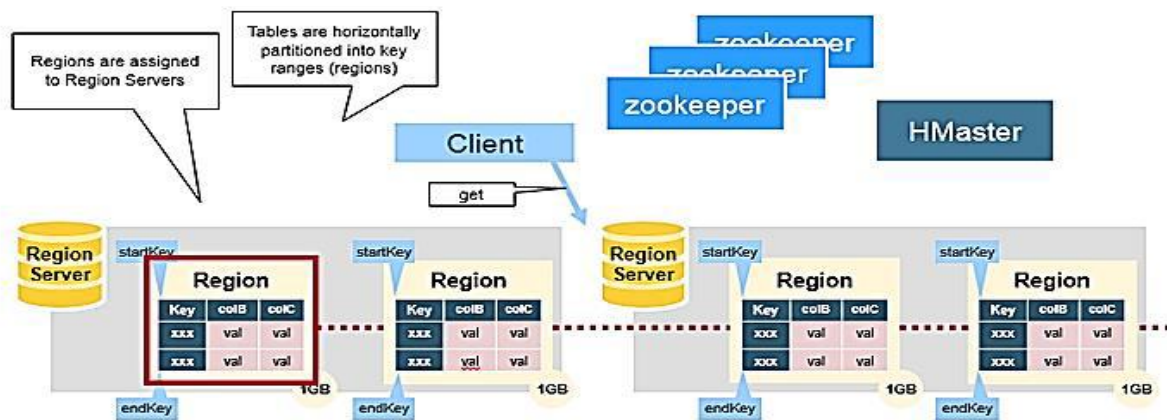 Regions are assigned
to Region Servers
Tables are horizontally
partitioned into key
ranges (regions)
zookeeper
zookeeper
zookeeper
HMaster
Client
get
Region
Server
startKey
Region
Key colB colC
xxx val val
xxx val val
1GB
endKey
startKey
Region
Key colB colC
xxx val val
xxx val val
1GB
endKey
Region
Server
startKey
Region
Key colB colC
xxx val val
xxx val val
1GB
endKey
startKey
Region
Key colB colC
xxx val val
xxx val val
1GB
endKey